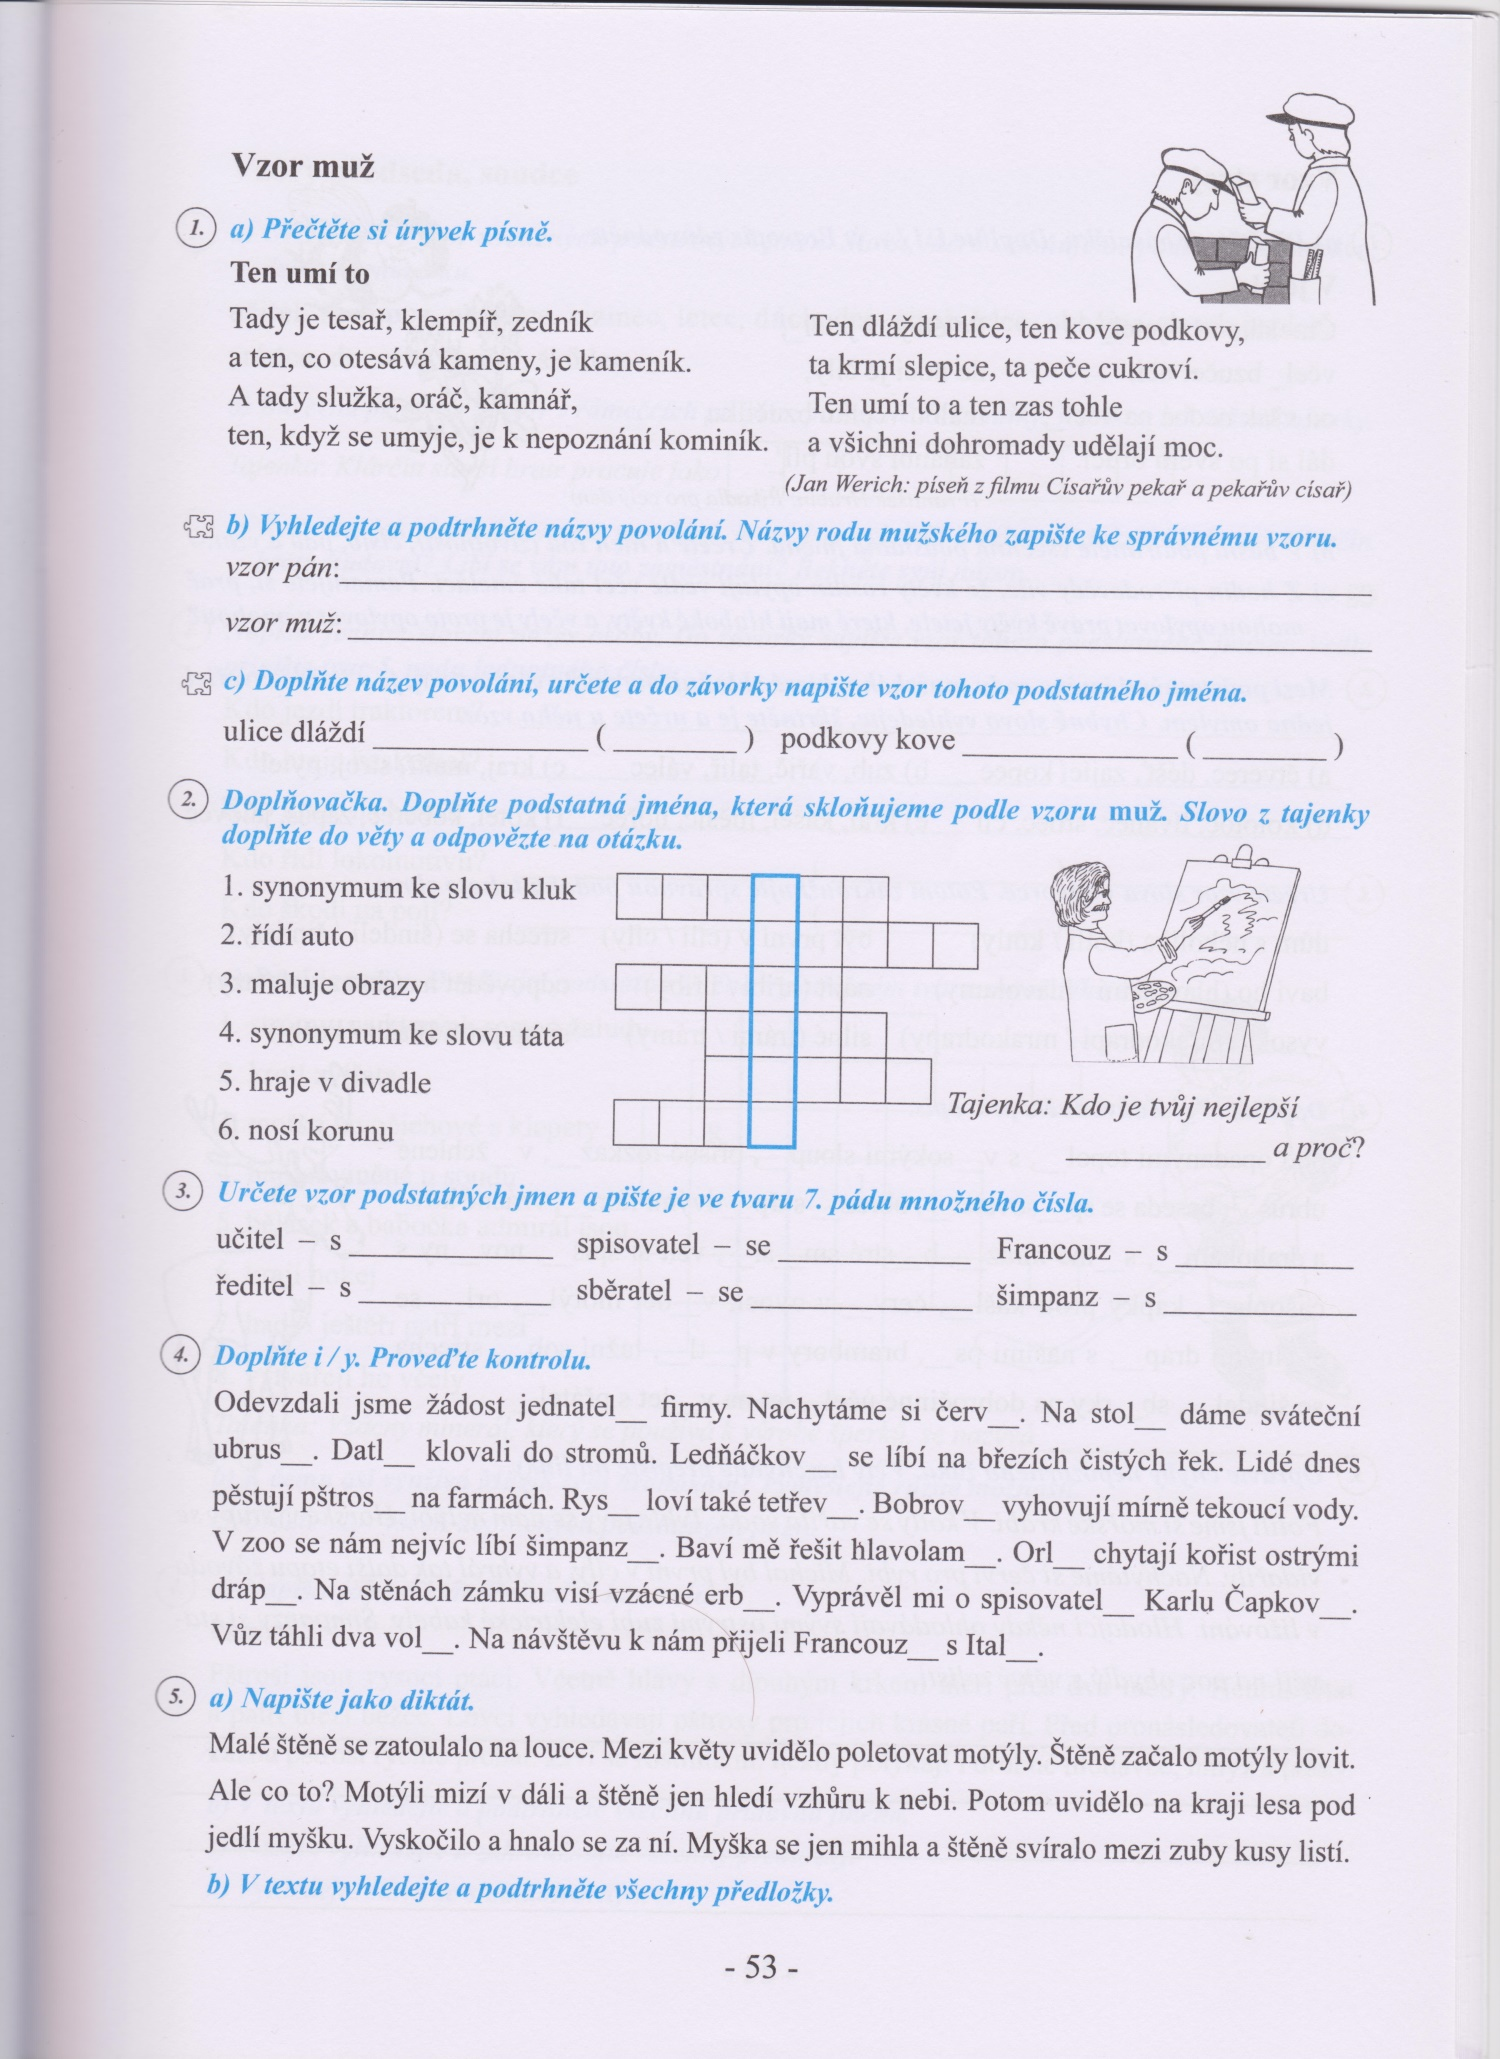 Vzor muž
1. a) Přečtěte si úryvek písně.
Ten umí to
Tady je tesař, klempíř, zedník
a ten, co otesává kameny, je kameník.
A tady služka, oráč, kamnář,
ten, když se umyje, je k nepoznání kominík.
Ten dláždí ulice, ten kove podkovy,
ta krmí slepice, ta peče cukroví.
Ten umí to a ten zas tohle
a všichni dohromady udělají moc.
(Jan Werich: píseň z filmu Císařův pekař a pekařův císař)
b) Vyhledejte a podtrhněte názvy povolání. Názvy rodu mužského zapište ke správnému vzoru.
vzor pán:
vzor muž:
c) Doplňte název povolání, určete a do závorky napište vzor tohoto podstatného jména.
ulice dláždí ____ ( ____ ) podkovy kove ____ ( ____ )
2. Doplňovačka. Doplňte podstatná jména, která skloňujeme podle vzoru muž. Slovo z tajenky
doplňte do věty a odpovězte na otázku.
1. synonymum ke slovu kluk
2. řídí auto
3. maluje obrazy
4. synonymum ke slovu táta
5. hraje v divadle
6. nosí korunu
Tajenka: Kdo je tvůj nejlepší
____ a proč?
3. Určete vzor podstatných jmen a pište je ve tvaru 7. pádu množného čísla.
učitel – s ____ spisovatel – se ____ Francouz – s ____
ředitel – s ____ sběratel – se ____ šimpanz – s ____
4. Doplňte i / y. Proveďte kontrolu.
Odevzdali jsme žádost jednatel__ firmy. Nachytáme si červ__. Na stol__ dáme sváteční
ubrus__. Datl__ klovali do stromů. Ledňáčkov__ se líbí na březích čistých řek. Lidé dnes
pěstují pštros__ na farmách. Rys__ loví také tetřev__. Bobrov__ vyhovují mírně tekoucí vody.
V zoo se nám nejvíc líbí šimpanz__. Baví mě řešit hlavolam__. Orl__ chytají kořist ostrými
dráp__. Na stěnách zámku visí vzácné erb__. Vyprávěl mi o spisovatel__ Karlu Čapkov__.
Vůz táhli dva vol__. Na návštěvu k nám přijeli Francouz__ s Ital__.
5. a) Napište jako diktát.
Malé štěně se zatoulalo na louce. Mezi květy uvidělo poletovat motýly. Štěně začalo motýly lovit.
Ale co to? Motýli mizí v dáli a štěně jen hledí vzhůru k nebi. Potom uvidělo na kraji lesa pod
jedlí myšku. Vyskočilo a hnalo se za ní. Myška se jen mihla a štěně svíralo mezi zuby kusy listí.
b) V textu vyhledejte a podtrhněte všechny předložky.
- 53 -